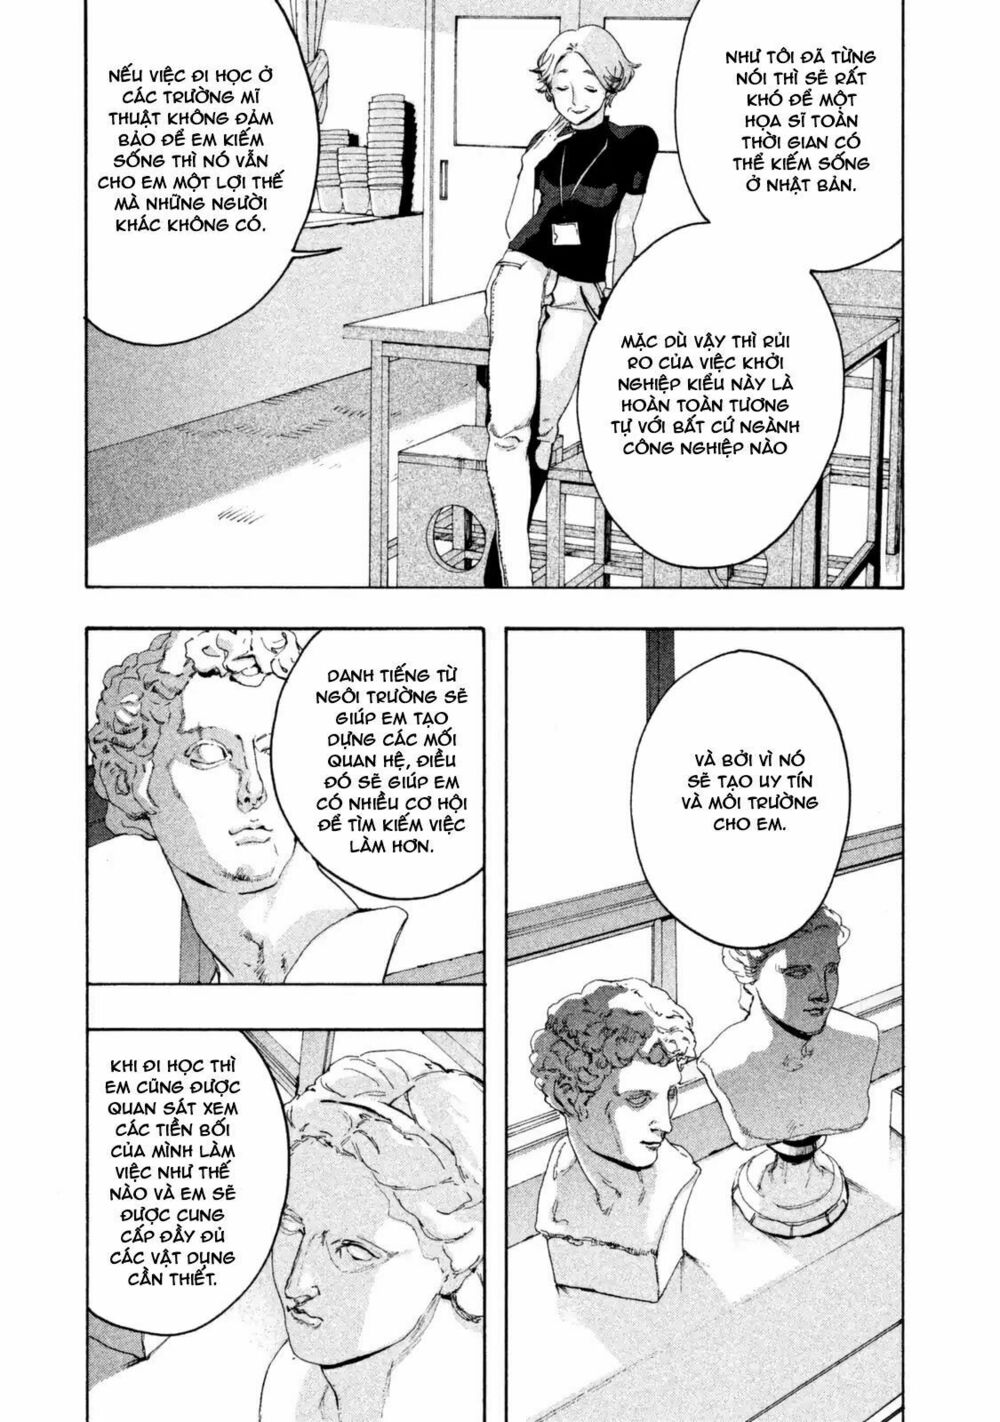 NHƯ TÔI ĐÃ TỪNG
NÓI THÌ SẼ RẤT
KHÓ ĐỂ MỘT
HỌA SĨ TOÀN
THỜI GIAN CÓ
THỂ KIẾM SỐNG
Ở NHẬT BẢN.
MẶC DÙ VẬY THÌ RỦI
RO CỦA VIỆC KHỞI
NGHIỆP KIỂU NÀY LÀ
HOÀN TOÀN TƯƠNG
TỰ VỚI BẤT CỨ NGÀNH
CÔNG NGHIỆP NÀO
NẾU VIỆC ĐI HỌC Ở
CÁC TRƯỜNG MĨ
THUẬT KHÔNG ĐẢM
BẢO ĐỂ EM KIẾM
SỐNG THÌ NÓ VẪN
CHO EM MỘT LỢI THẾ
MÀ NHỮNG NGƯỜI
KHÁC KHÔNG CÓ.
VÀ BỞI VÌ NÓ
SẼ TẠO UY TÍN
VÀ MÔI TRƯỜNG
CHO EM.
DANH TIẾNG TỪ
NGÔI TRƯỜNG SẼ
GIÚP EM TẠO
DỰNG CÁC MỐI
QUAN HỆ, ĐIỀU
ĐÓ SẼ GIÚP EM
CÓ NHIỀU CƠ HỘI
ĐỂ TÌM KIẾM VIỆC
LÀM HƠN.
KHI ĐI HỌC THÌ
EM CŨNG ĐƯỢC
QUAN SÁT XEM
CÁC TIỀN BỐI
CỦA MÌNH LÀM
VIỆC NHƯ THẾ
NÀO VÀ EM SẼ
ĐƯỢC CUNG
CẤP ĐẦY ĐỦ
CÁC VẬT DỤNG
CẦN THIẾT.